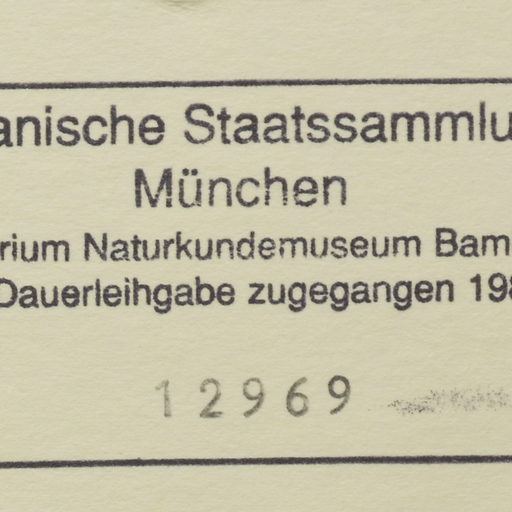 anische Staatssammlu
München
rium Naturkundemuseum Bam
Dauerleihgabe zugegangen 198
12969